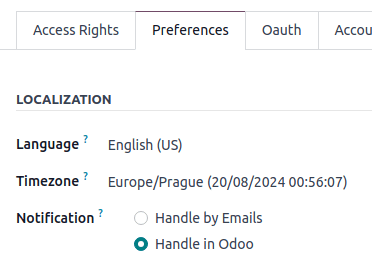 Access Rights Preferences Oauth Accou
LOCALIZATION
Language ? English (US)
Timezone ? Europe/Prague (20/08/2024 00:56:07)
Notification ? Handle by Emails
Handle in Odoo